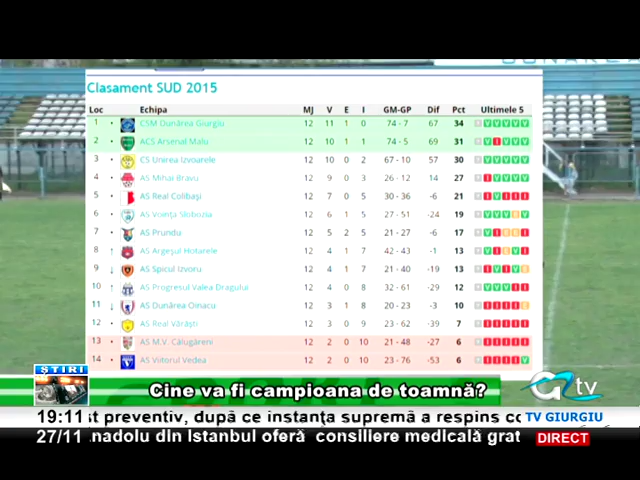 Clasament SUD 2015
Loc Echipa MJ V E I GM-GP Dif Pct Ultimele 5
1 CSM Dunărea Giurgiu 12 11 1 0 74 - 7 67 34 V V V V V
2 ACS Arsenal Malu 12 10 1 1 74 - 5 69 31 V I V V V
3 CS Unirea Izvoarele 12 10 0 2 67 - 10 57 30 V V V V V
4 AS Mihai Bravu 12 9 0 3 26 - 12 14 27 I V V V V
5 AS Real Colibași 12 7 0 5 30 - 36 -6 21 I V I I I
6 AS Voința Slobozia 12 6 1 5 27 - 51 -24 19 V V V E V
7 AS Prundu 12 5 2 5 21 - 27 -6 17 V I E E I
8 AS Argeșul Hotarele 12 4 1 7 42 - 43 -1 13 V I E V I
9 AS Spicul Izvoru 12 4 1 7 21 - 40 -19 13 I V I V E
10 AS Progresul Valea Dragului 12 4 0 8 32 - 61 -29 12 V V V I I
11 AS Dunărea Oinacu 12 3 1 8 20 - 23 -3 10 I I I I E
12 AS Real Vărăști 12 3 0 9 23 - 62 -39 7 I I I I I
13 AS M.V. Călugăreni 12 2 0 10 21 - 48 -27 6 I I I I I
14 AS Viitorul Vedea 12 2 0 10 23 - 76 -53 6 I I I I V
ȘTIRI
Cine va fi campioana de toamnă?
tv
19:11 st preventiv, după ce instanța supremă a respins co TV GIURGIU
27/11 nadolu din Istanbul oferă consiliere medicală grat DIRECT